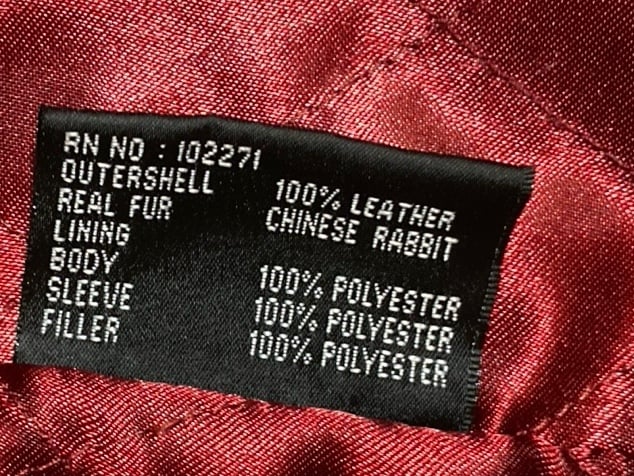 RN NO : 102271
OUTERSHELL 100% LEATHER
REAL FUR CHINESE RABBIT
LINING
BODY 100% POLYESTER
SLEEVE 100% POLYESTER
FILLER 100% POLYESTER